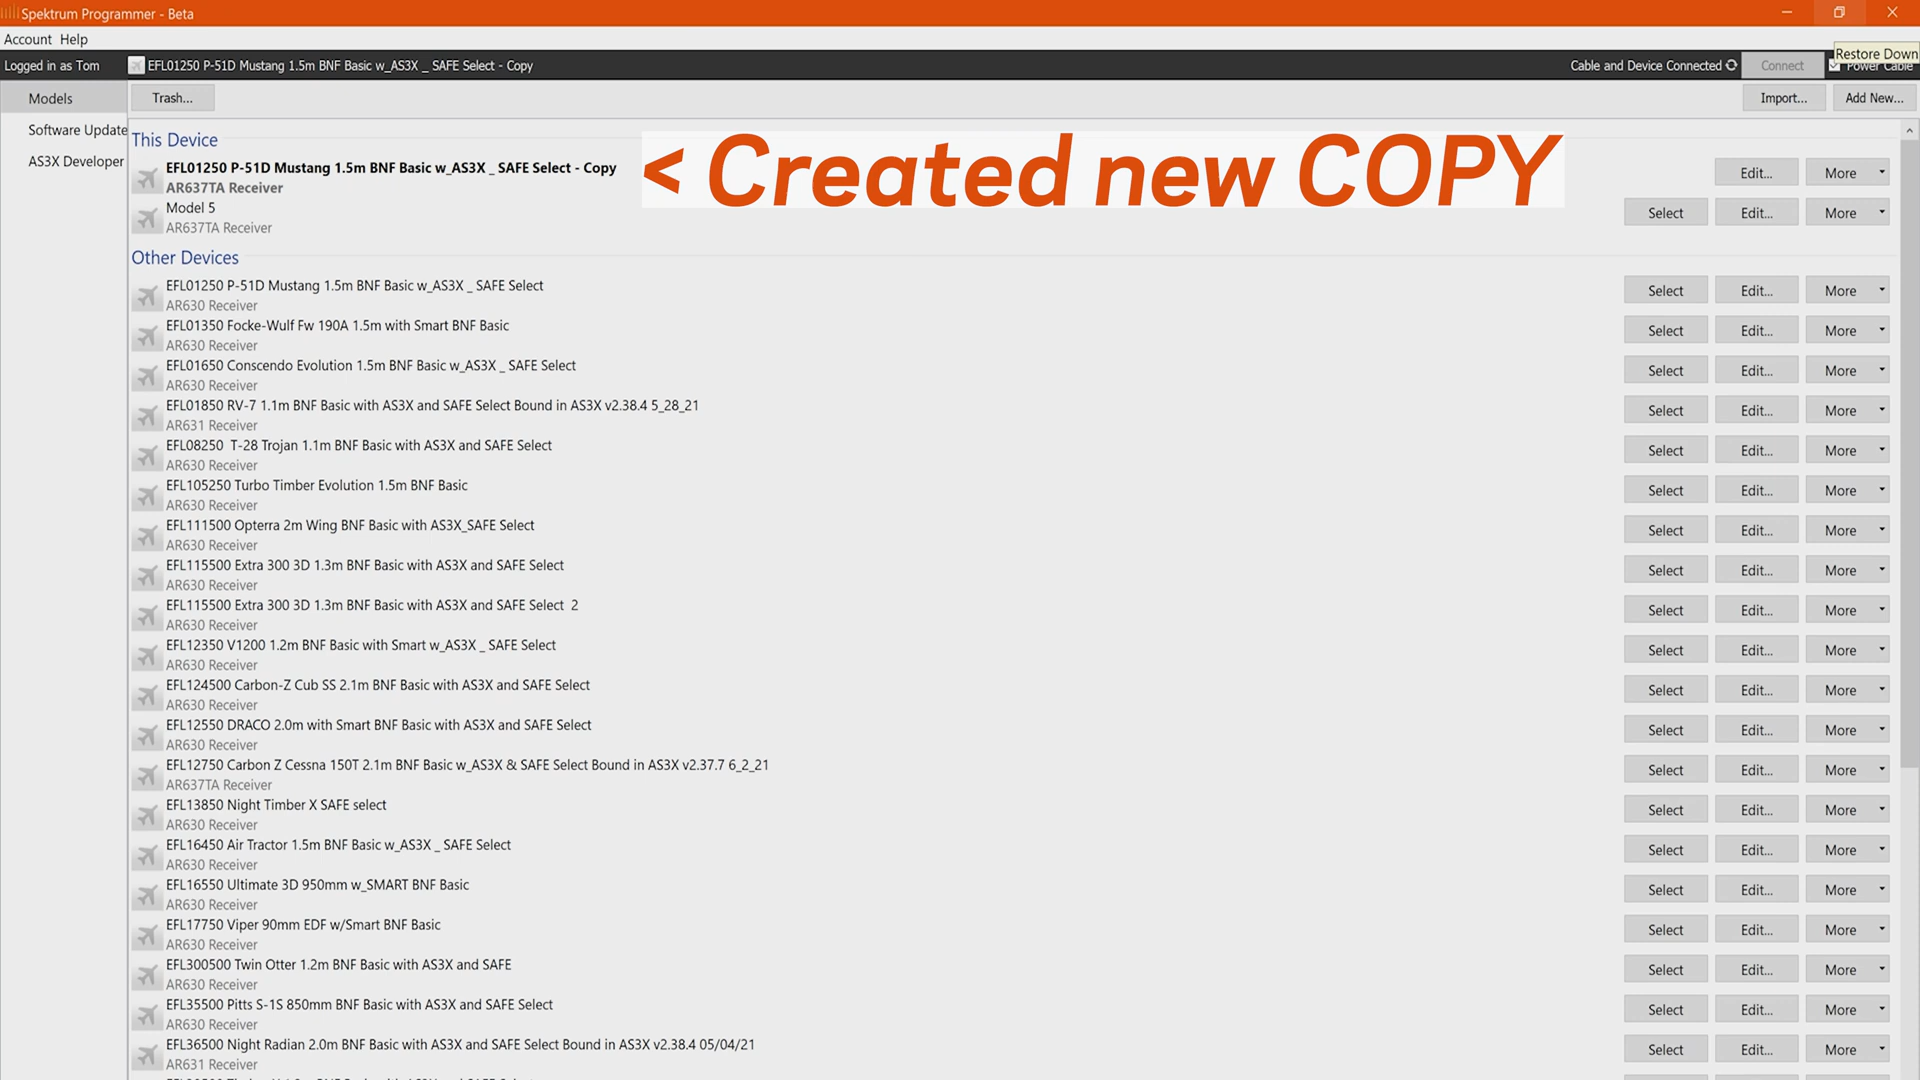 Spektrum Programmer - Beta
Account Help
Logged in as Tom
EFL01250 P-51D Mustang 1.5m BNF Basic w_AS3X _ SAFE Select - Copy
Cable and Device Connected
Connect
Power Cable
Restore Down
Models
Software Update
AS3X Developer
Trash...
Import...
Add New...
This Device
EFL01250 P-51D Mustang 1.5m BNF Basic w_AS3X _ SAFE Select - Copy
AR637TA Receiver
< Created new COPY
Edit... More
Model 5
AR637TA Receiver
Select Edit... More
Other Devices
EFL01250 P-51D Mustang 1.5m BNF Basic w_AS3X _ SAFE Select
AR630 Receiver
Select Edit... More
EFL01350 Focke-Wulf Fw 190A 1.5m with Smart BNF Basic
AR630 Receiver
Select Edit... More
EFL01650 Conscendo Evolution 1.5m BNF Basic w_AS3X _ SAFE Select
AR630 Receiver
Select Edit... More
EFL01850 RV-7 1.1m BNF Basic with AS3X and SAFE Select Bound in AS3X v2.38.4 5_28_21
AR631 Receiver
Select Edit... More
EFL08250 T-28 Trojan 1.1m BNF Basic with AS3X and SAFE Select
AR630 Receiver
Select Edit... More
EFL105250 Turbo Timber Evolution 1.5m BNF Basic
AR630 Receiver
Select Edit... More
EFL111500 Opterra 2m Wing BNF Basic with AS3X_SAFE Select
AR630 Receiver
Select Edit... More
EFL115500 Extra 300 3D 1.3m BNF Basic with AS3X and SAFE Select
AR630 Receiver
Select Edit... More
EFL115500 Extra 300 3D 1.3m BNF Basic with AS3X and SAFE Select 2
AR630 Receiver
Select Edit... More
EFL12350 V1200 1.2m BNF Basic with Smart w_AS3X _ SAFE Select
AR630 Receiver
Select Edit... More
EFL124500 Carbon-Z Cub SS 2.1m BNF Basic with AS3X and SAFE Select
AR630 Receiver
Select Edit... More
EFL12550 DRACO 2.0m with Smart BNF Basic with AS3X and SAFE Select
AR630 Receiver
Select Edit... More
EFL12750 Carbon Z Cessna 150T 2.1m BNF Basic w_AS3X & SAFE Select Bound in AS3X v2.37.7 6_2_21
AR637TA Receiver
Select Edit... More
EFL13850 Night Timber X SAFE select
AR630 Receiver
Select Edit... More
EFL16450 Air Tractor 1.5m BNF Basic w_AS3X _ SAFE Select
AR630 Receiver
Select Edit... More
EFL16550 Ultimate 3D 950mm w_SMART BNF Basic
AR630 Receiver
Select Edit... More
EFL17750 Viper 90mm EDF w/Smart BNF Basic
AR630 Receiver
Select Edit... More
EFL300500 Twin Otter 1.2m BNF Basic with AS3X and SAFE
AR630 Receiver
Select Edit... More
EFL35500 Pitts S-1S 850mm BNF Basic with AS3X and SAFE Select
AR630 Receiver
Select Edit... More
EFL36500 Night Radian 2.0m BNF Basic with AS3X and SAFE Select Bound in AS3X v2.38.4 05/04/21
AR631 Receiver
Select Edit... More